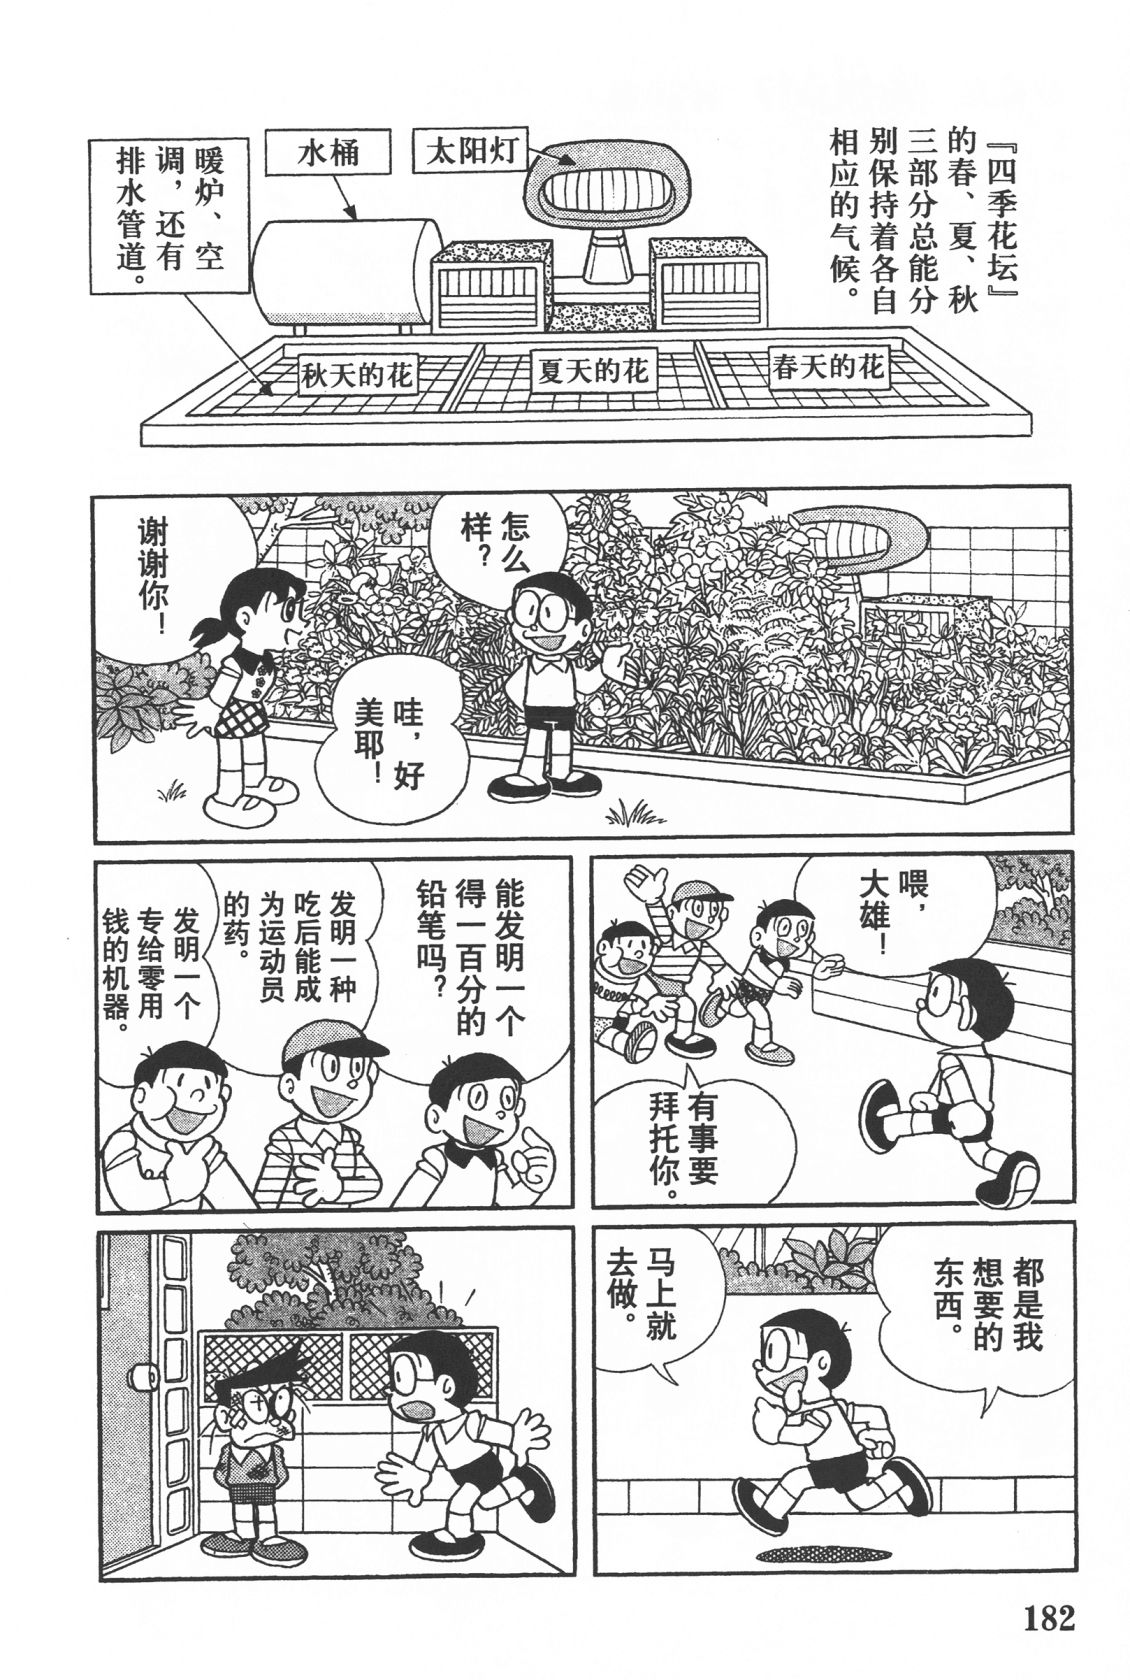 『四季花坛』
的春、夏、秋
三部分总能分
别保持着各自
相应的气候。
太阳灯
水桶
暖炉、空
调，还有
排水管道。
春天的花
夏天的花
秋天的花
怎么
样？
谢谢你！
哇，好
美耶！
喂，
大雄！
有事要
拜托你。
能发明一个
得一百分的
铅笔吗？
发明一种
吃后能成
为运动员
的药。
发明一个
专给零用
钱的机器。
都是我
想要的
东西。
马上就
去做。
182